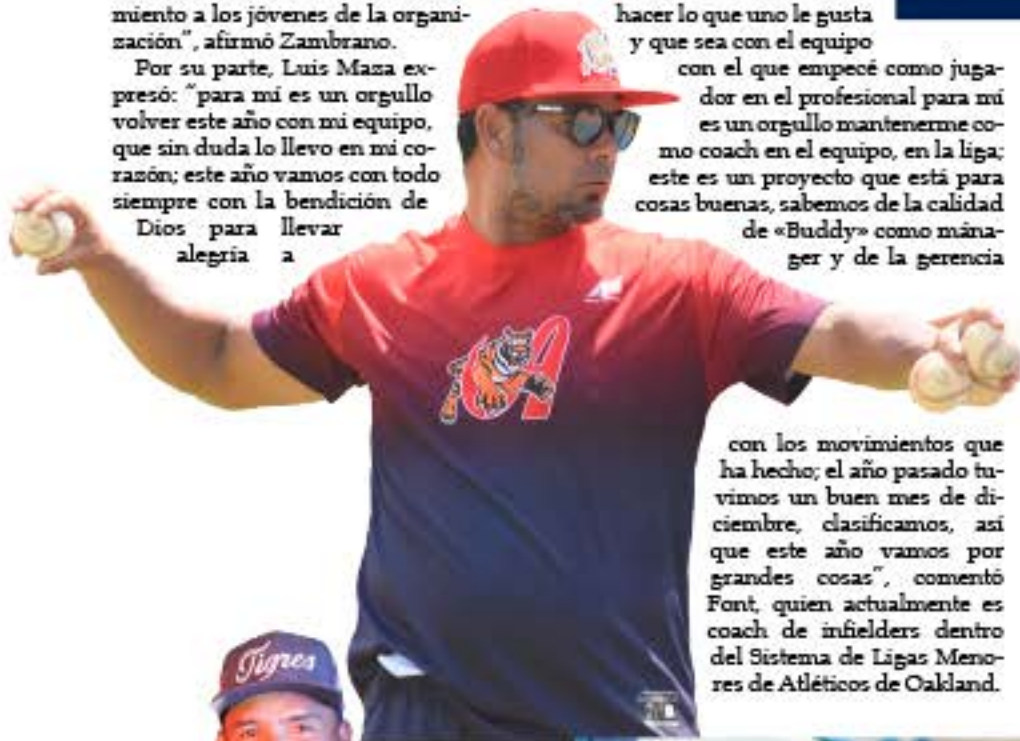 miento a los jóvenes de la organi-
zación", afirmó Zambrano.
Por su parte, Luis Maza ex-
presó: "para mí es un orgullo
volver este año con mi equipo,
que sin duda lo llevo en mi co-
razón; este año vamos con todo
siempre con la bendición de
Dios para llevar
alegría a
hacer lo que uno le gusta
y que sea con el equipo
con el que empecé como juga-
dor en el profesional para mí
es un orgullo mantenerme co-
mo coach en el equipo, en la liga;
este es un proyecto que está para
cosas buenas, sabemos de la calidad
de «Buddy» como mána-
ger y de la gerencia
con los movimientos que
ha hecho; el año pasado tu-
vimos un buen mes de di-
ciembre, clasificamos, así
que este año vamos por
grandes cosas", comentó
Font, quien actualmente es
coach de infielders dentro
del Sistema de Ligas Meno-
res de Atléticos de Oakland.
A
Tigres